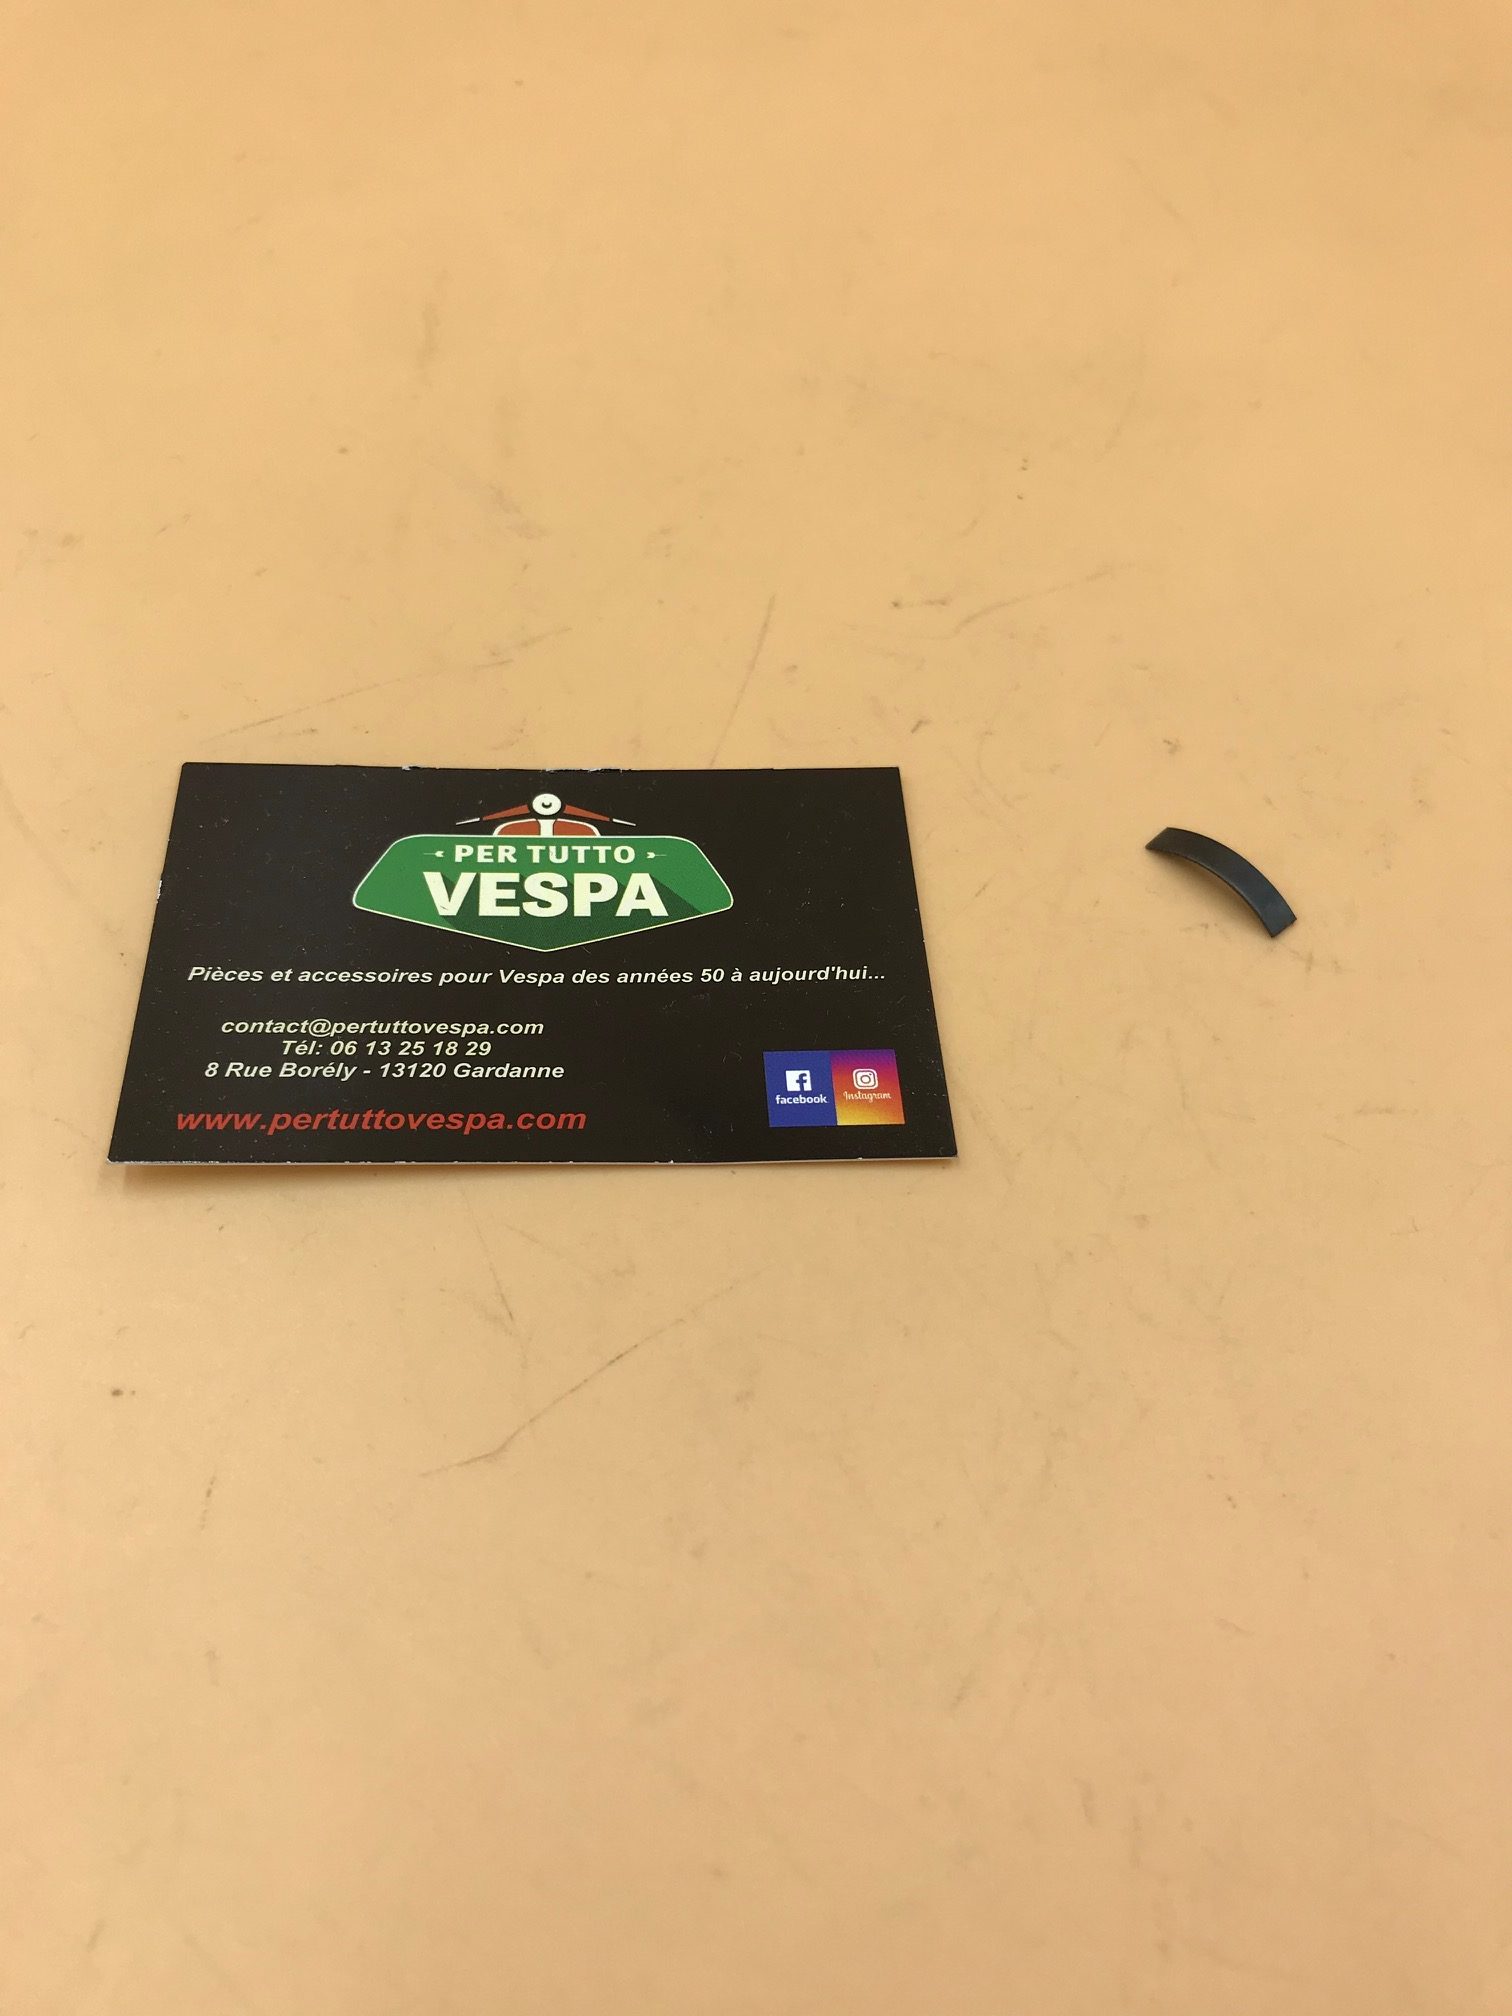 PER TUTTO
VESPA
Pièces et accessoires pour Vespa des années 50 à aujourd'hui...
contact@pertuttovespa.com
Tél: 06 13 25 18 29
8 Rue Borély - 13120 Gardanne
www.pertuttovespa.com
facebook Instagram